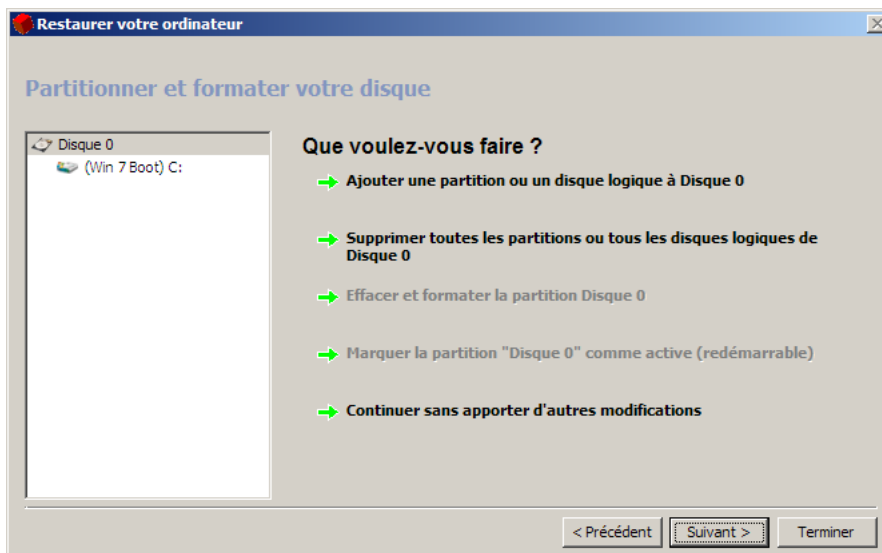 Restaurer votre ordinateur
Partitionner et formater votre disque
Disque 0
(Win 7 Boot) C:
Que voulez-vous faire ?
Ajouter une partition ou un disque logique à Disque 0
Supprimer toutes les partitions ou tous les disques logiques de
Disque 0
Effacer et formater la partition Disque 0
Marquer la partition "Disque 0" comme active (redémarrable)
Continuer sans apporter d'autres modifications
< Précédent
Suivant >
Terminer